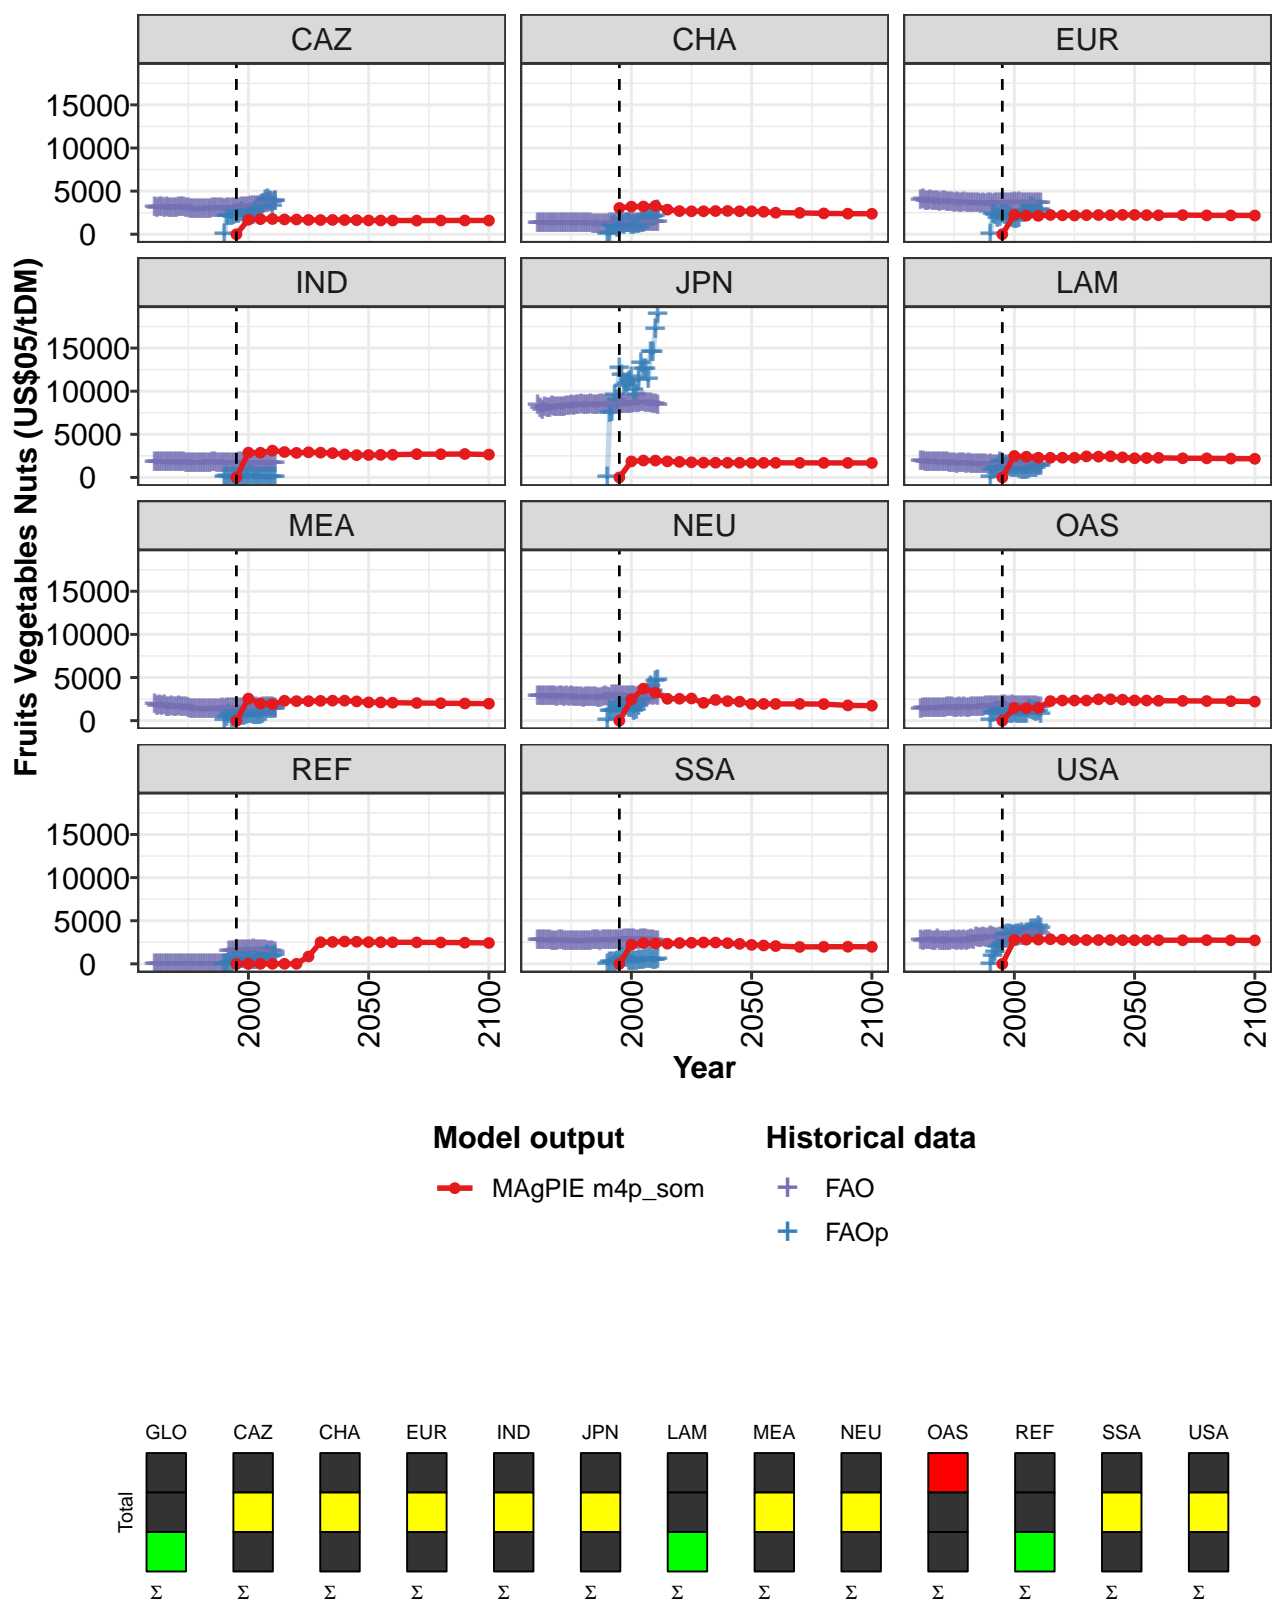 CAZ CHA EUR
15000
10000
5000
0
IND JPN LAM
15000
10000
5000
0
MEA NEU OAS
15000
10000
5000
0
REF SSA USA
15000
10000
5000
0
Fruits Vegetables Nuts (US$05/tDM)
2000 2050 2100 2000 2050 2100 2000 2050 2100
Year
Model output Historical data
MAgPIE m4p_som FAO
FAOp
GLO CAZ CHA EUR IND JPN LAM MEA NEU OAS REF SSA USA
Total
Σ Σ Σ Σ Σ Σ Σ Σ Σ Σ Σ Σ Σ